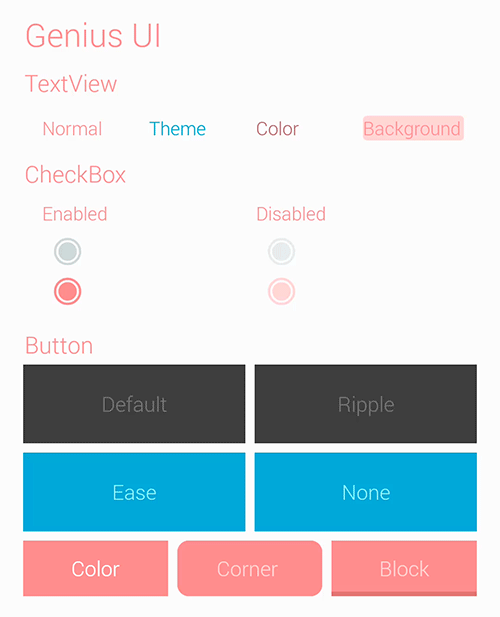 Genius UI
TextView
Normal Theme Color Background
CheckBox
Enabled Disabled
Button
Default Ripple
Ease None
Color Corner Block